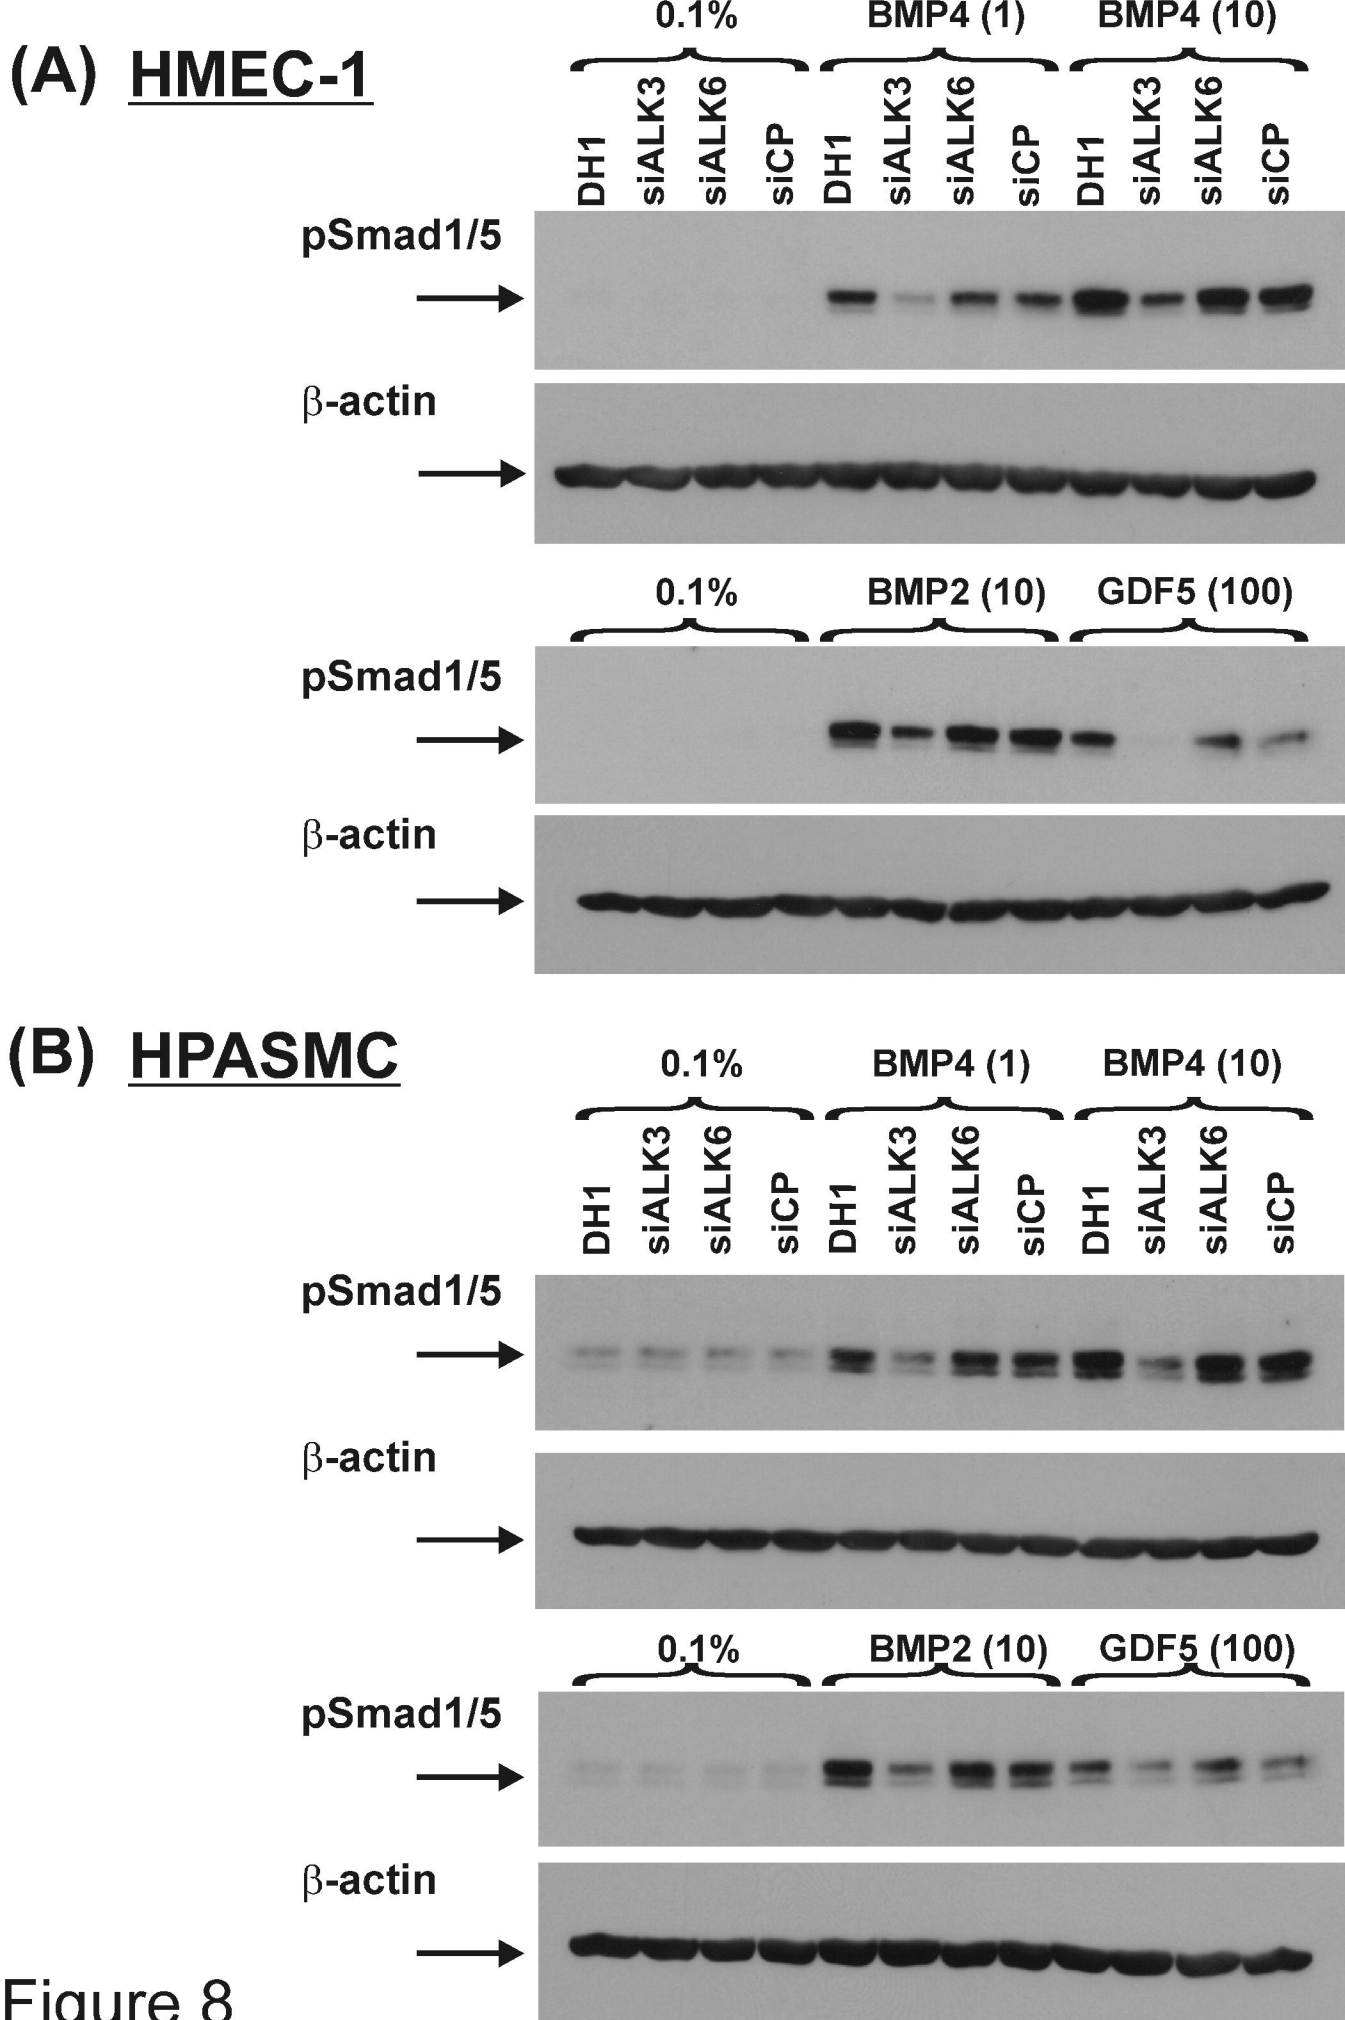 0.1% BMP4 (1) BMP4 (10)
(A) HMEC-1
DH1 siALK3 siALK6 siCP DH1 siALK3 siALK6 siCP DH1 siALK3 siALK6 siCP
pSmad1/5
β-actin
0.1% BMP2 (10) GDF5 (100)
pSmad1/5
β-actin
(B) HPASMC
0.1% BMP4 (1) BMP4 (10)
DH1 siALK3 siALK6 siCP DH1 siALK3 siALK6 siCP DH1 siALK3 siALK6 siCP
pSmad1/5
β-actin
0.1% BMP2 (10) GDF5 (100)
pSmad1/5
β-actin
Figure 8